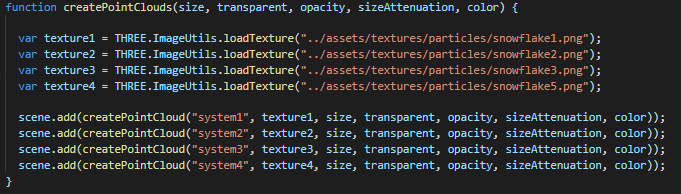 function createPointClouds(size, transparent, opacity, sizeAttenuation, color) {
var texture1 = THREE.ImageUtils.loadTexture("../assets/textures/particles/snowflake1.png");
var texture2 = THREE.ImageUtils.loadTexture("../assets/textures/particles/snowflake2.png");
var texture3 = THREE.ImageUtils.loadTexture("../assets/textures/particles/snowflake3.png");
var texture4 = THREE.ImageUtils.loadTexture("../assets/textures/particles/snowflake5.png");
scene.add(createPointCloud("system1", texture1, size, transparent, opacity, sizeAttenuation, color));
scene.add(createPointCloud("system2", texture2, size, transparent, opacity, sizeAttenuation, color));
scene.add(createPointCloud("system3", texture3, size, transparent, opacity, sizeAttenuation, color));
scene.add(createPointCloud("system4", texture4, size, transparent, opacity, sizeAttenuation, color));
}